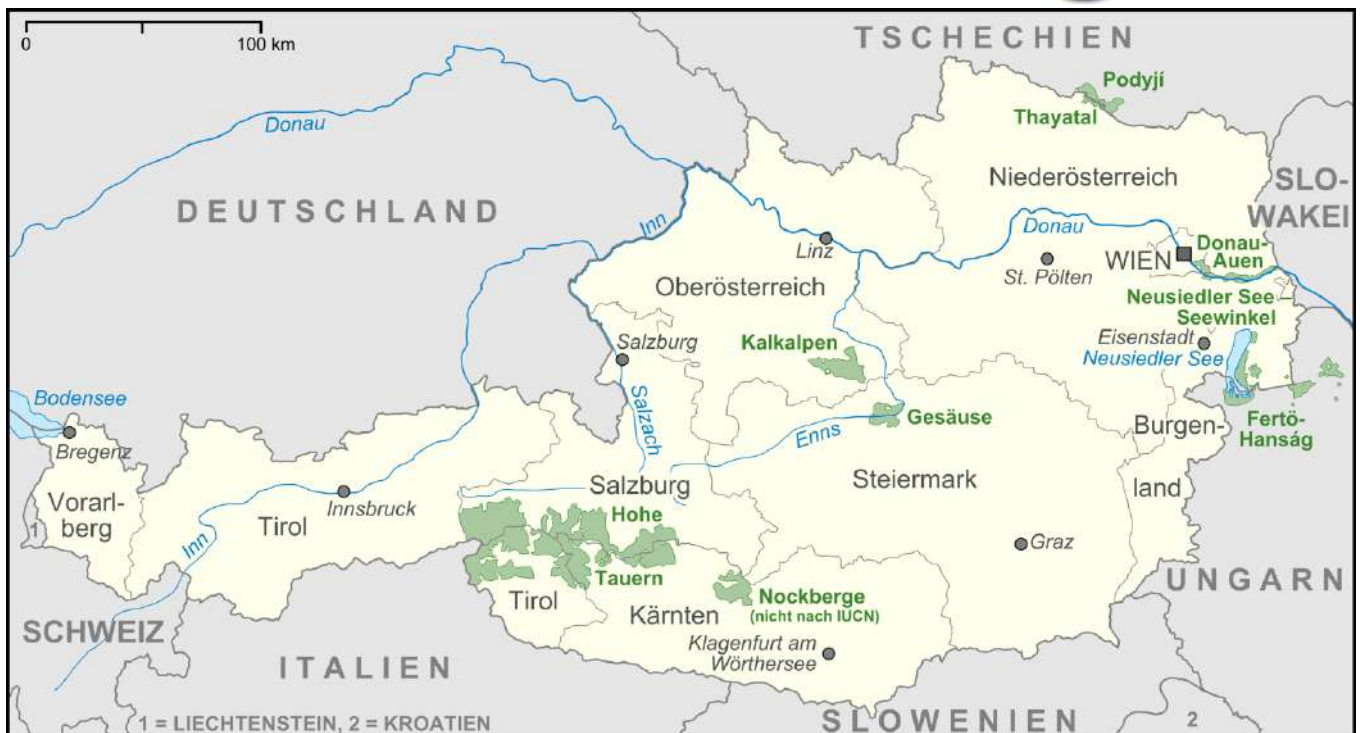 0
100 km
TSCHECHIEN
Podyjí
Thayatal
Donau
Niederösterreich
SLO-
WAKEI
DEUTSCHLAND
Inn
Linz
Donau
St. Pölten
WIEN
Donau-
Auen
Oberösterreich
Neusiedler See –
Seewinkel
Salzburg
Kalkalpen
Eisenstadt
Neusiedler See
Bodensee
Bregenz
Salzach
Enns
Gesäuse
Burgen-
land
Fertö-
Hanság
Vorarl-
berg
1
Tirol
Innsbruck
Inn
Salzburg
Steiermark
Hohe
Tauern
Graz
Tirol
Kärnten
Nockberge
(nicht nach IUCN)
UNGARN
SCHWEIZ
Klagenfurt am
Wörthersee
ITALIEN
1 = LIECHTENSTEIN, 2 = KROATIEN
SLOWENIEN
2